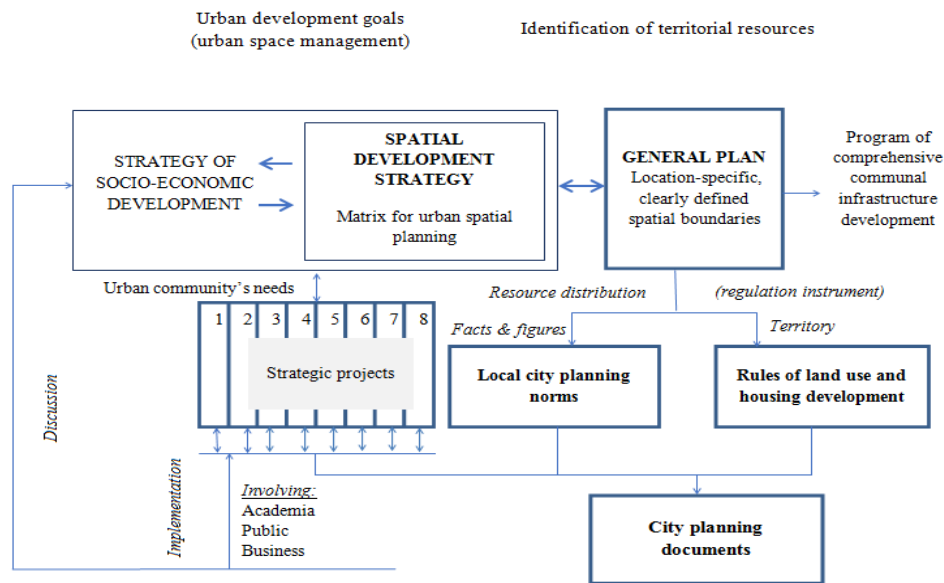 Urban development goals
(urban space management)
Identification of territorial resources
STRATEGY OF
SOCIO-ECONOMIC
DEVELOPMENT
SPATIAL
DEVELOPMENT
STRATEGY
Matrix for urban spatial
planning
GENERAL PLAN
Location-specific,
clearly defined
spatial boundaries
Program of
comprehensive
communal
infrastructure
development
Urban community’s needs
Resource distribution
(regulation instrument)
1 2 3 4 5 6 7 8
Strategic projects
Facts & figures
Territory
Local city planning
norms
Rules of land use and
housing development
Discussion
Implementation
Involving:
Academia
Public
Business
City planning
documents